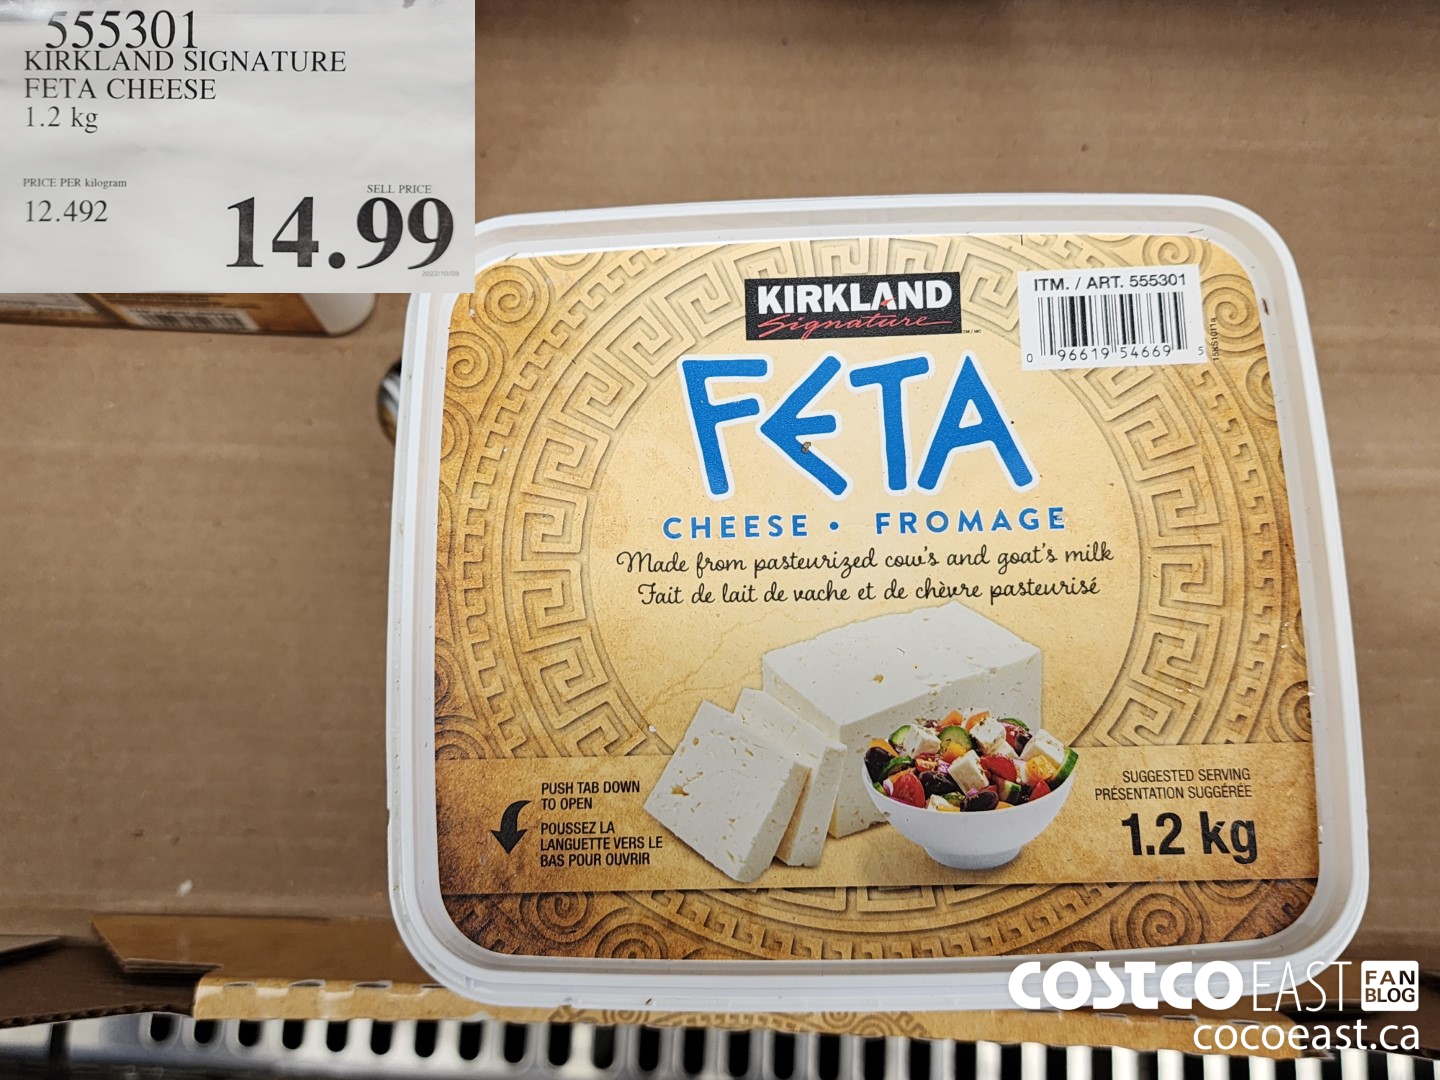 555301
KIRKLAND SIGNATURE
FETA CHEESE
1.2 kg
PRICE PER kilogram
12.492
SELL PRICE
14.99
2022/10/09
KIRKLAND
Signature
TM/MC
ITM. / ART. 555301
0 96619 54669 5
FETA
CHEESE • FROMAGE
Made from pasteurized cow's and goat's milk
Fait de lait de vache et de chèvre pasteurisé
PUSH TAB DOWN
TO OPEN
POUSSEZ LA
LANGUETTE VERS LE
BAS POUR OUVRIR
SUGGESTED SERVING
PRÉSENTATION SUGGÉRÉE
1.2 kg
COSTCO EAST FAN
BLOG
cocoeast.ca